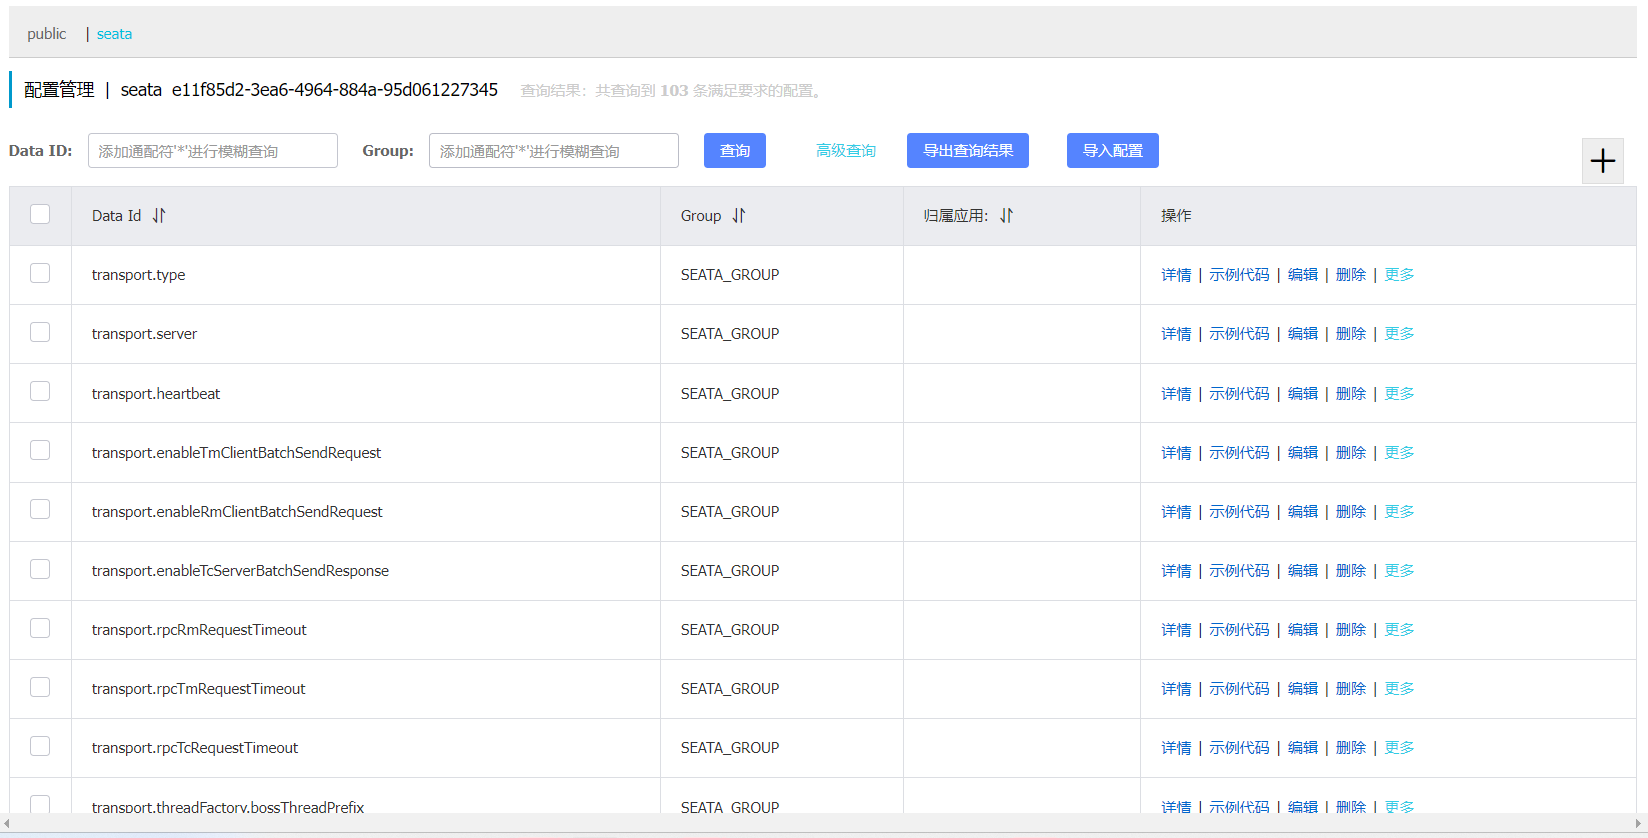 public | seata
配置管理 | seata e11f85d2-3ea6-4964-884a-95d061227345 查询结果：共查询到 103 条满足要求的配置。
Data ID: 添加通配符'*'进行模糊查询 Group: 添加通配符'*'进行模糊查询 查询 高级查询 导出查询结果 导入配置
Data Id Group 归属应用: 操作
transport.type SEATA_GROUP 详情 | 示例代码 | 编辑 | 删除 | 更多
transport.server SEATA_GROUP 详情 | 示例代码 | 编辑 | 删除 | 更多
transport.heartbeat SEATA_GROUP 详情 | 示例代码 | 编辑 | 删除 | 更多
transport.enableTmClientBatchSendRequest SEATA_GROUP 详情 | 示例代码 | 编辑 | 删除 | 更多
transport.enableRmClientBatchSendRequest SEATA_GROUP 详情 | 示例代码 | 编辑 | 删除 | 更多
transport.enableTcServerBatchSendResponse SEATA_GROUP 详情 | 示例代码 | 编辑 | 删除 | 更多
transport.rpcRmRequestTimeout SEATA_GROUP 详情 | 示例代码 | 编辑 | 删除 | 更多
transport.rpcTmRequestTimeout SEATA_GROUP 详情 | 示例代码 | 编辑 | 删除 | 更多
transport.rpcTcRequestTimeout SEATA_GROUP 详情 | 示例代码 | 编辑 | 删除 | 更多
transport.threadFactory.bossThreadPrefix SEATA_GROUP 详情 | 示例代码 | 编辑 | 删除 | 更多